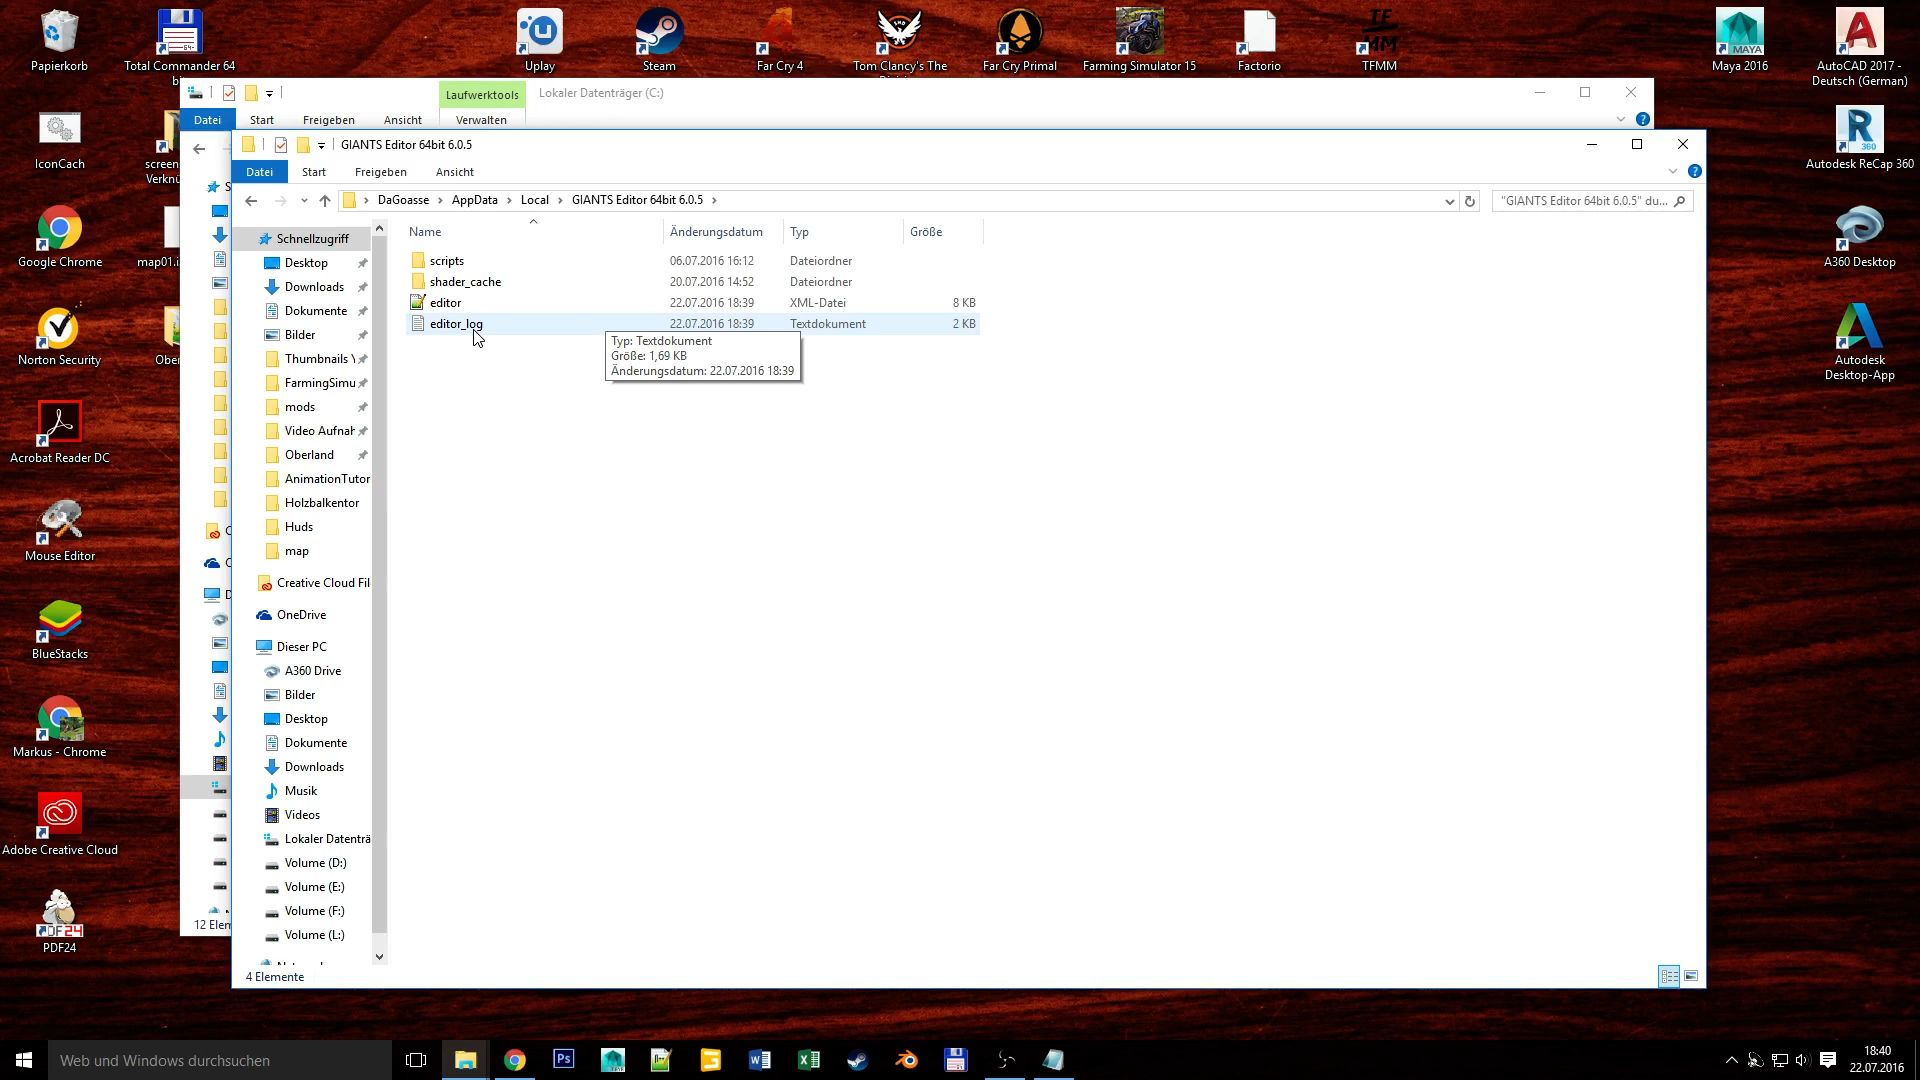 Papierkorb
Total Commander 64
Uplay
Steam
Far Cry 4
Tom Clancy's The
Far Cry Primal
Farming Simulator 15
Factorio
TFMM
Maya 2016
AutoCAD 2017 -
Deutsch (German)
Laufwerktools
Lokaler Datenträger (C:)
Datei
Start
Freigeben
Ansicht
Verwalten
IconCach
screen
Verknü
GIANTS Editor 64bit 6.0.5
Datei
Start
Freigeben
Ansicht
Autodesk ReCap 360
DaGoasse
AppData
Local
GIANTS Editor 64bit 6.0.5
"GIANTS Editor 64bit 6.0.5" du...
Name
Änderungsdatum
Typ
Größe
scripts
06.07.2016 16:12
Dateiordner
shader_cache
20.07.2016 14:52
Dateiordner
editor
22.07.2016 18:39
XML-Datei
8 KB
editor_log
22.07.2016 18:39
Textdokument
2 KB
Typ: Textdokument
Größe: 1,69 KB
Änderungsdatum: 22.07.2016 18:39
Schnellzugriff
Desktop
Downloads
Dokumente
Bilder
Thumbnails
FarmingSimu
mods
Video Aufnah
Oberland
AnimationTutor
Holzbalkentor
Huds
map
Creative Cloud Fil
OneDrive
Dieser PC
A360 Drive
Bilder
Desktop
Dokumente
Downloads
Musik
Videos
Lokaler Datenträ
Volume (D:)
Volume (E:)
Volume (F:)
Volume (L:)
4 Elemente
12 Elem
Google Chrome
map01.i
Norton Security
Ober
Acrobat Reader DC
Mouse Editor
BlueStacks
Markus - Chrome
Adobe Creative Cloud
PDF24
A360 Desktop
Autodesk
Desktop-App
Web und Windows durchsuchen
18:40
22.07.2016